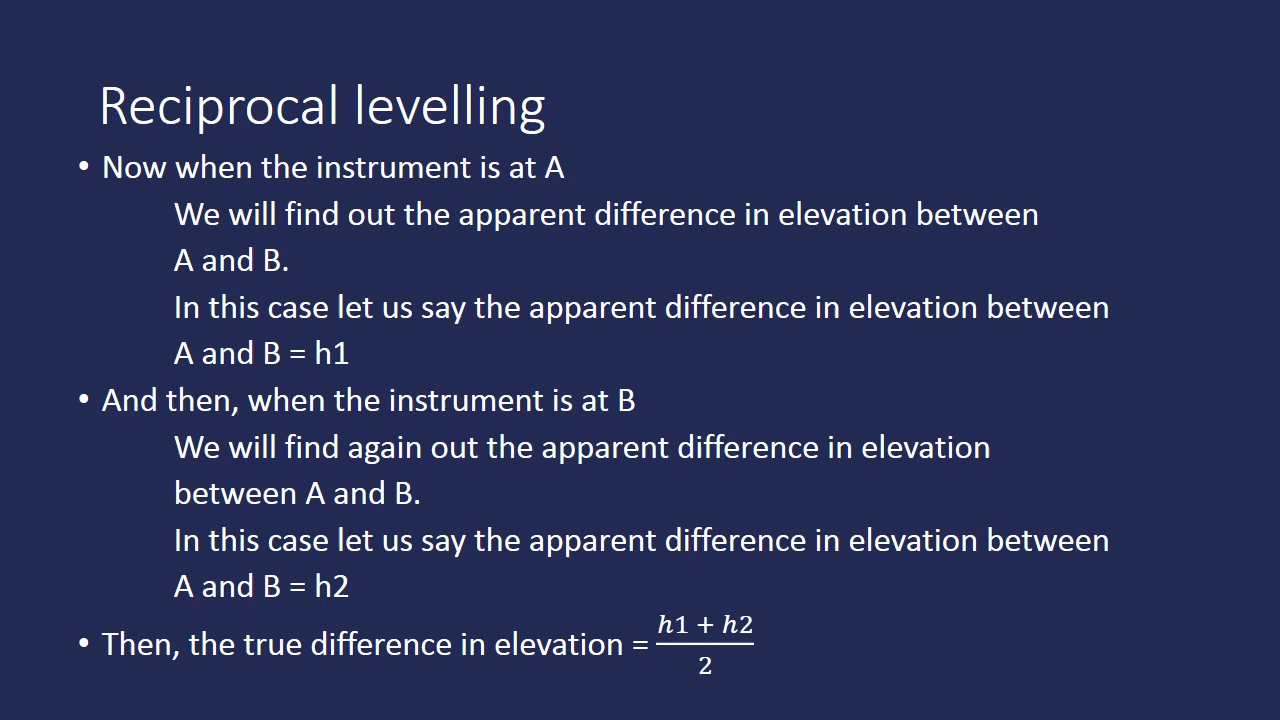 Reciprocal levelling
• Now when the instrument is at A
We will find out the apparent difference in elevation between
A and B.
In this case let us say the apparent difference in elevation between
A and B = h1
• And then, when the instrument is at B
We will find again out the apparent difference in elevation
between A and B.
In this case let us say the apparent difference in elevation between
A and B = h2
• Then, the true difference in elevation = \frac{h1 + h2}{2}